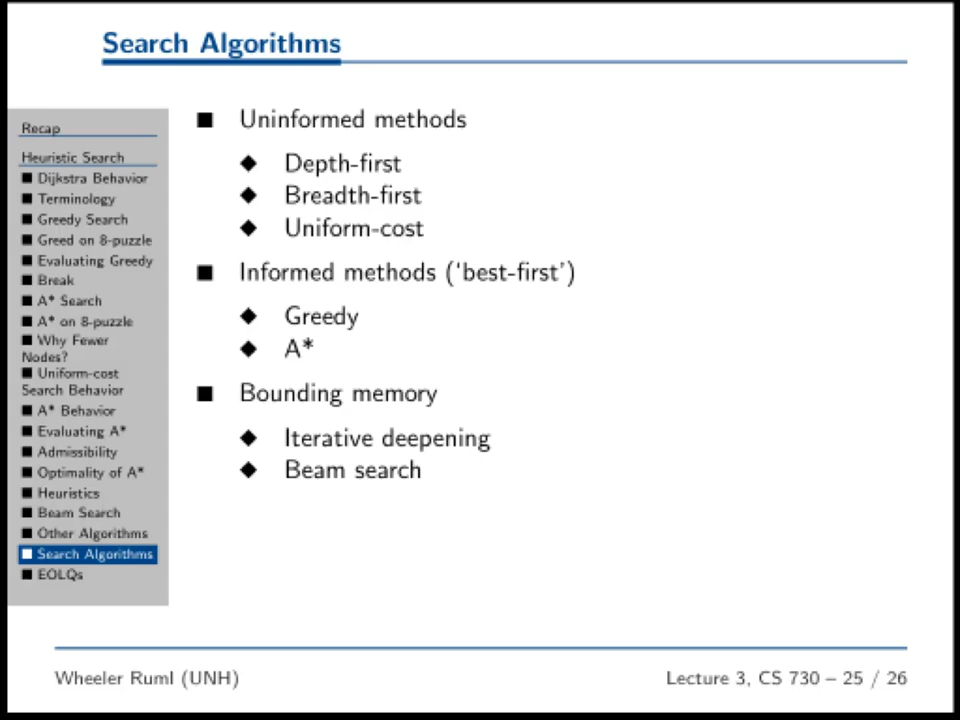 Search Algorithms
Recap
Heuristic Search
■ Dijkstra Behavior
■ Terminology
■ Greedy Search
■ Greed on 8-puzzle
■ Evaluating Greedy
■ Break
■ A* Search
■ A* on 8-puzzle
■ Why Fewer
Nodes?
■ Uniform-cost
Search Behavior
■ A* Behavior
■ Evaluating A*
■ Admissibility
■ Optimality of A*
■ Heuristics
■ Beam Search
■ Other Algorithms
■ Search Algorithms
■ EOLQs
■ Uninformed methods
◆ Depth-first
◆ Breadth-first
◆ Uniform-cost
■ Informed methods (‘best-first’)
◆ Greedy
◆ A*
■ Bounding memory
◆ Iterative deepening
◆ Beam search
Wheeler Ruml (UNH)
Lecture 3, CS 730 – 25 / 26